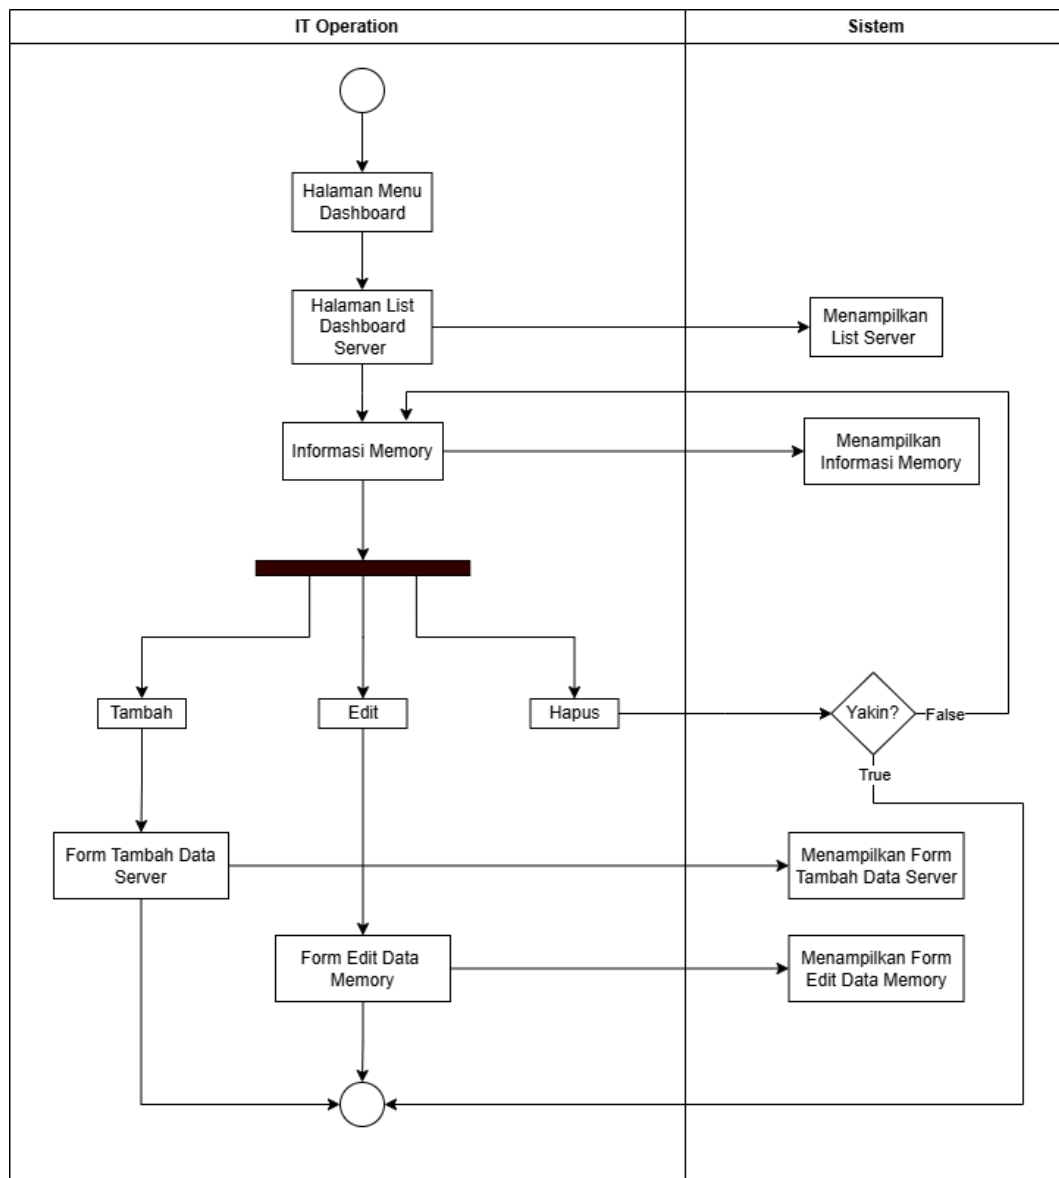 IT Operation
Sistem
Halaman Menu
Dashboard
Halaman List
Dashboard
Server
Menampilkan
List Server
Informasi Memory
Menampilkan
Informasi Memory
Tambah
Edit
Hapus
Yakin?
False
True
Form Tambah Data
Server
Menampilkan Form
Tambah Data Server
Form Edit Data
Memory
Menampilkan Form
Edit Data Memory